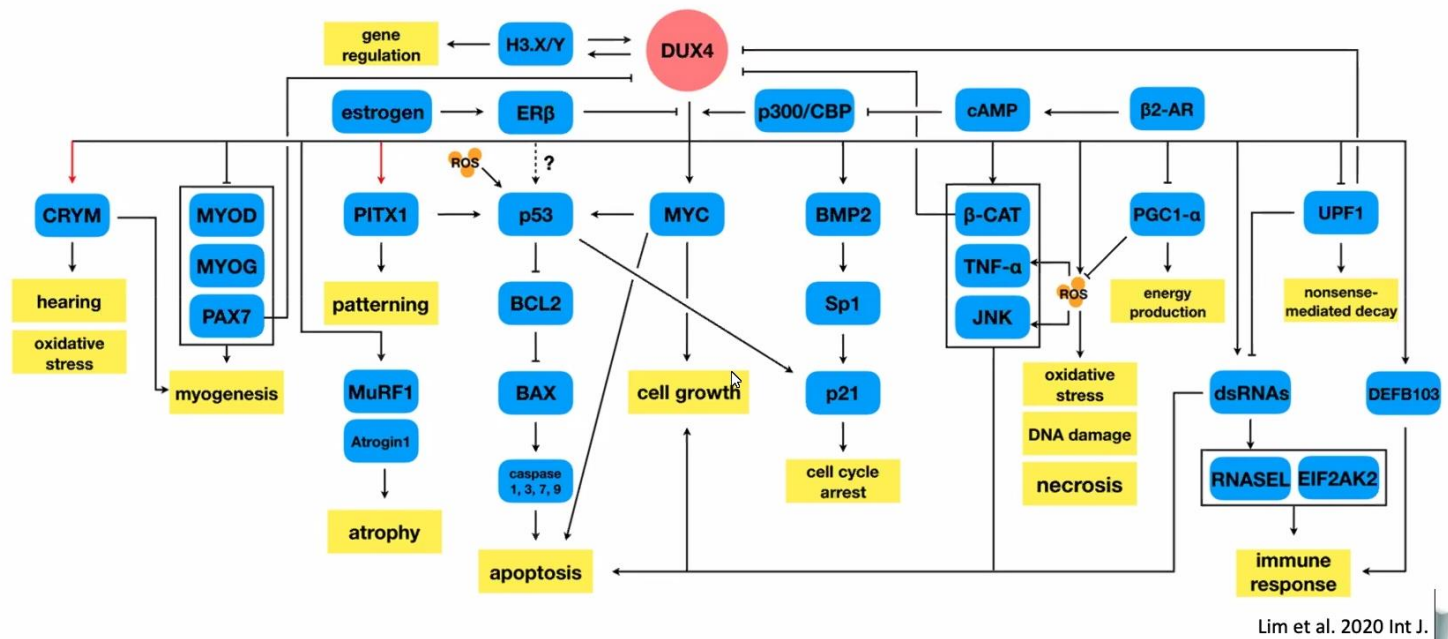 gene
regulation
H3.X/Y
DUX4
estrogen
ERβ
p300/CBP
cAMP
β2-AR
ROS
?
CRYM
MYOD
MYOG
PAX7
PITX1
p53
MYC
BMP2
β-CAT
TNF-α
JNK
ROS
PGC1-α
UPF1
hearing
oxidative
stress
myogenesis
patterning
MuRF1
Atrogin1
atrophy
BCL2
BAX
caspase
1, 3, 7, 9
apoptosis
cell growth
Sp1
p21
cell cycle
arrest
oxidative
stress
DNA damage
necrosis
energy
production
nonsense-
mediated decay
dsRNAs
DEFB103
RNASEL
EIF2AK2
immune
response
Lim et al. 2020 Int J.